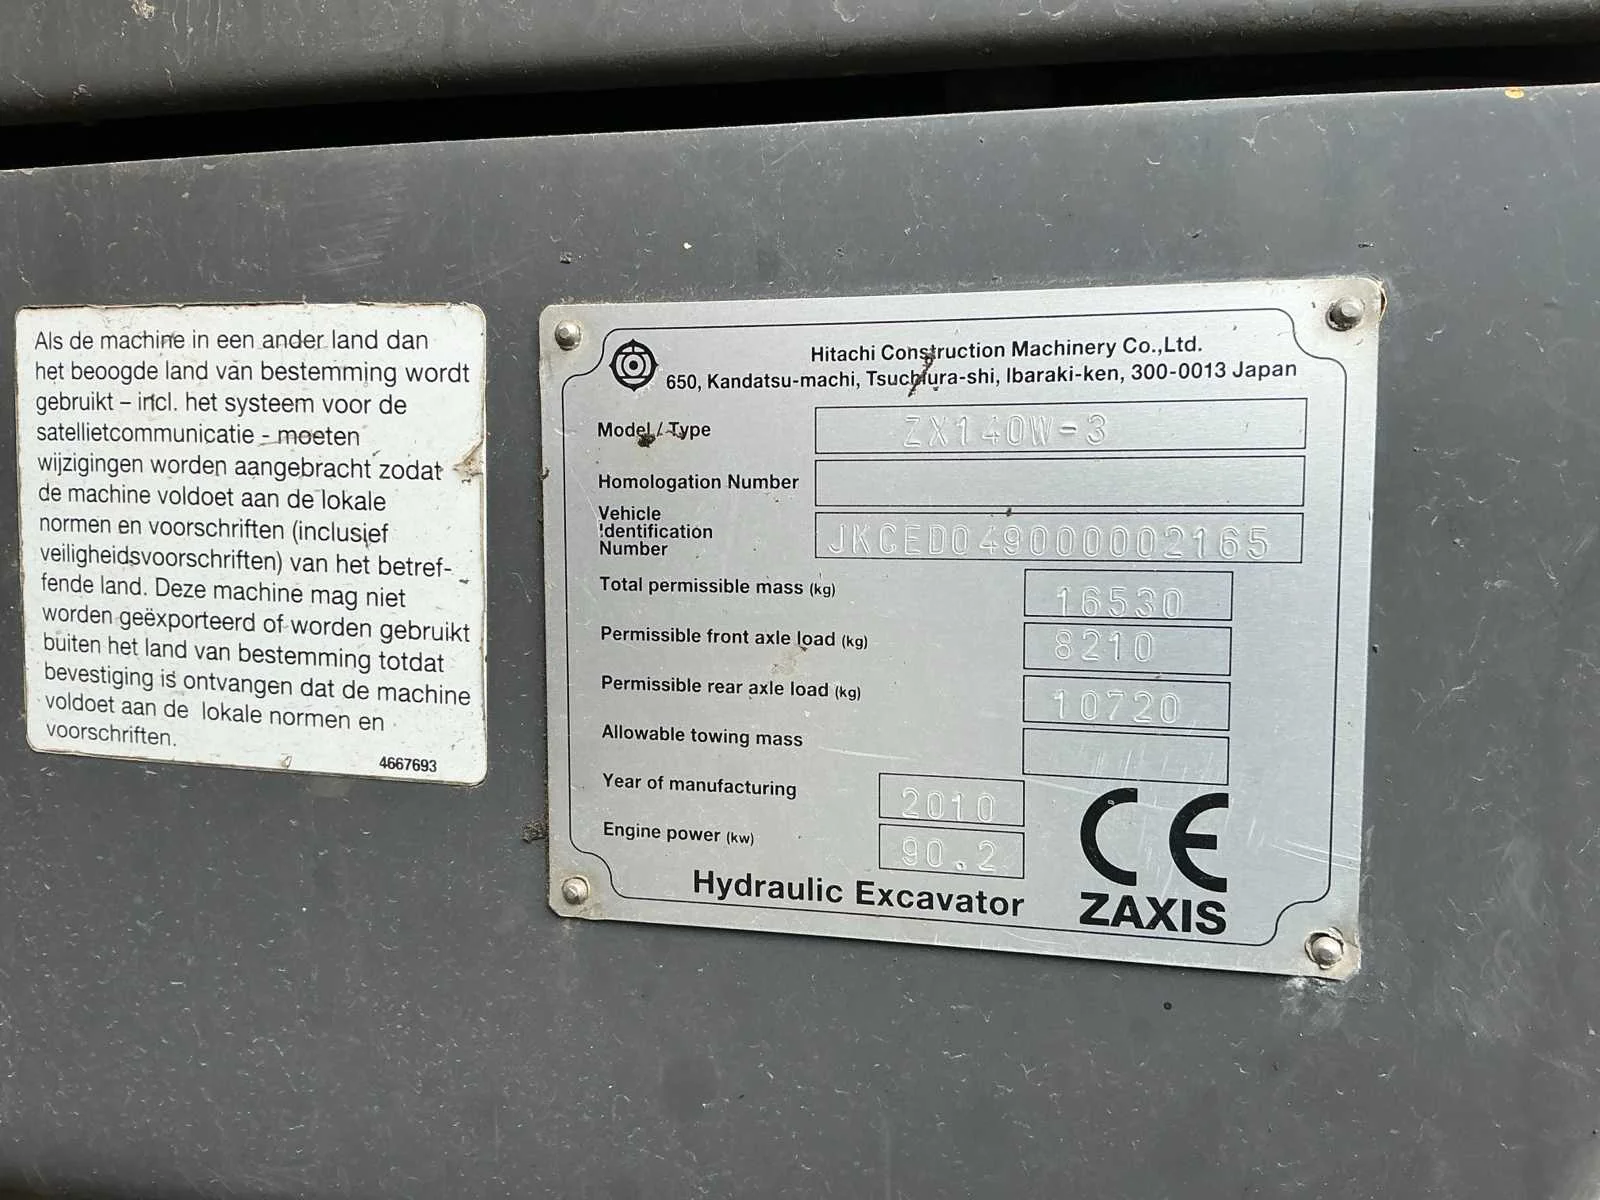 Als de machine in een ander land dan
het beoogde land van bestemming wordt
gebruikt – incl. het systeem voor de
satellietcommunicatie - moeten
wijzigingen worden aangebracht zodat
de machine voldoet aan de lokale
normen en voorschriften (inclusief
veiligheidsvoorschriften) van het betref-
fende land. Deze machine mag niet
worden geëxporteerd of worden gebruikt
buiten het land van bestemming totdat
bevestiging is ontvangen dat de machine
voldoet aan de lokale normen en
voorschriften.
4667693
Hitachi Construction Machinery Co.,Ltd.
650, Kandatsu-machi, Tsuchiura-shi, Ibaraki-ken, 300-0013 Japan
Model / Type ZX140W-3
Homologation Number
Vehicle
Identification
Number JKCED049000002165
Total permissible mass (kg) 16530
Permissible front axle load (kg) 8210
Permissible rear axle load (kg) 10720
Allowable towing mass
Year of manufacturing 2010
Engine power (kw) 90.2
Hydraulic Excavator
CE
ZAXIS